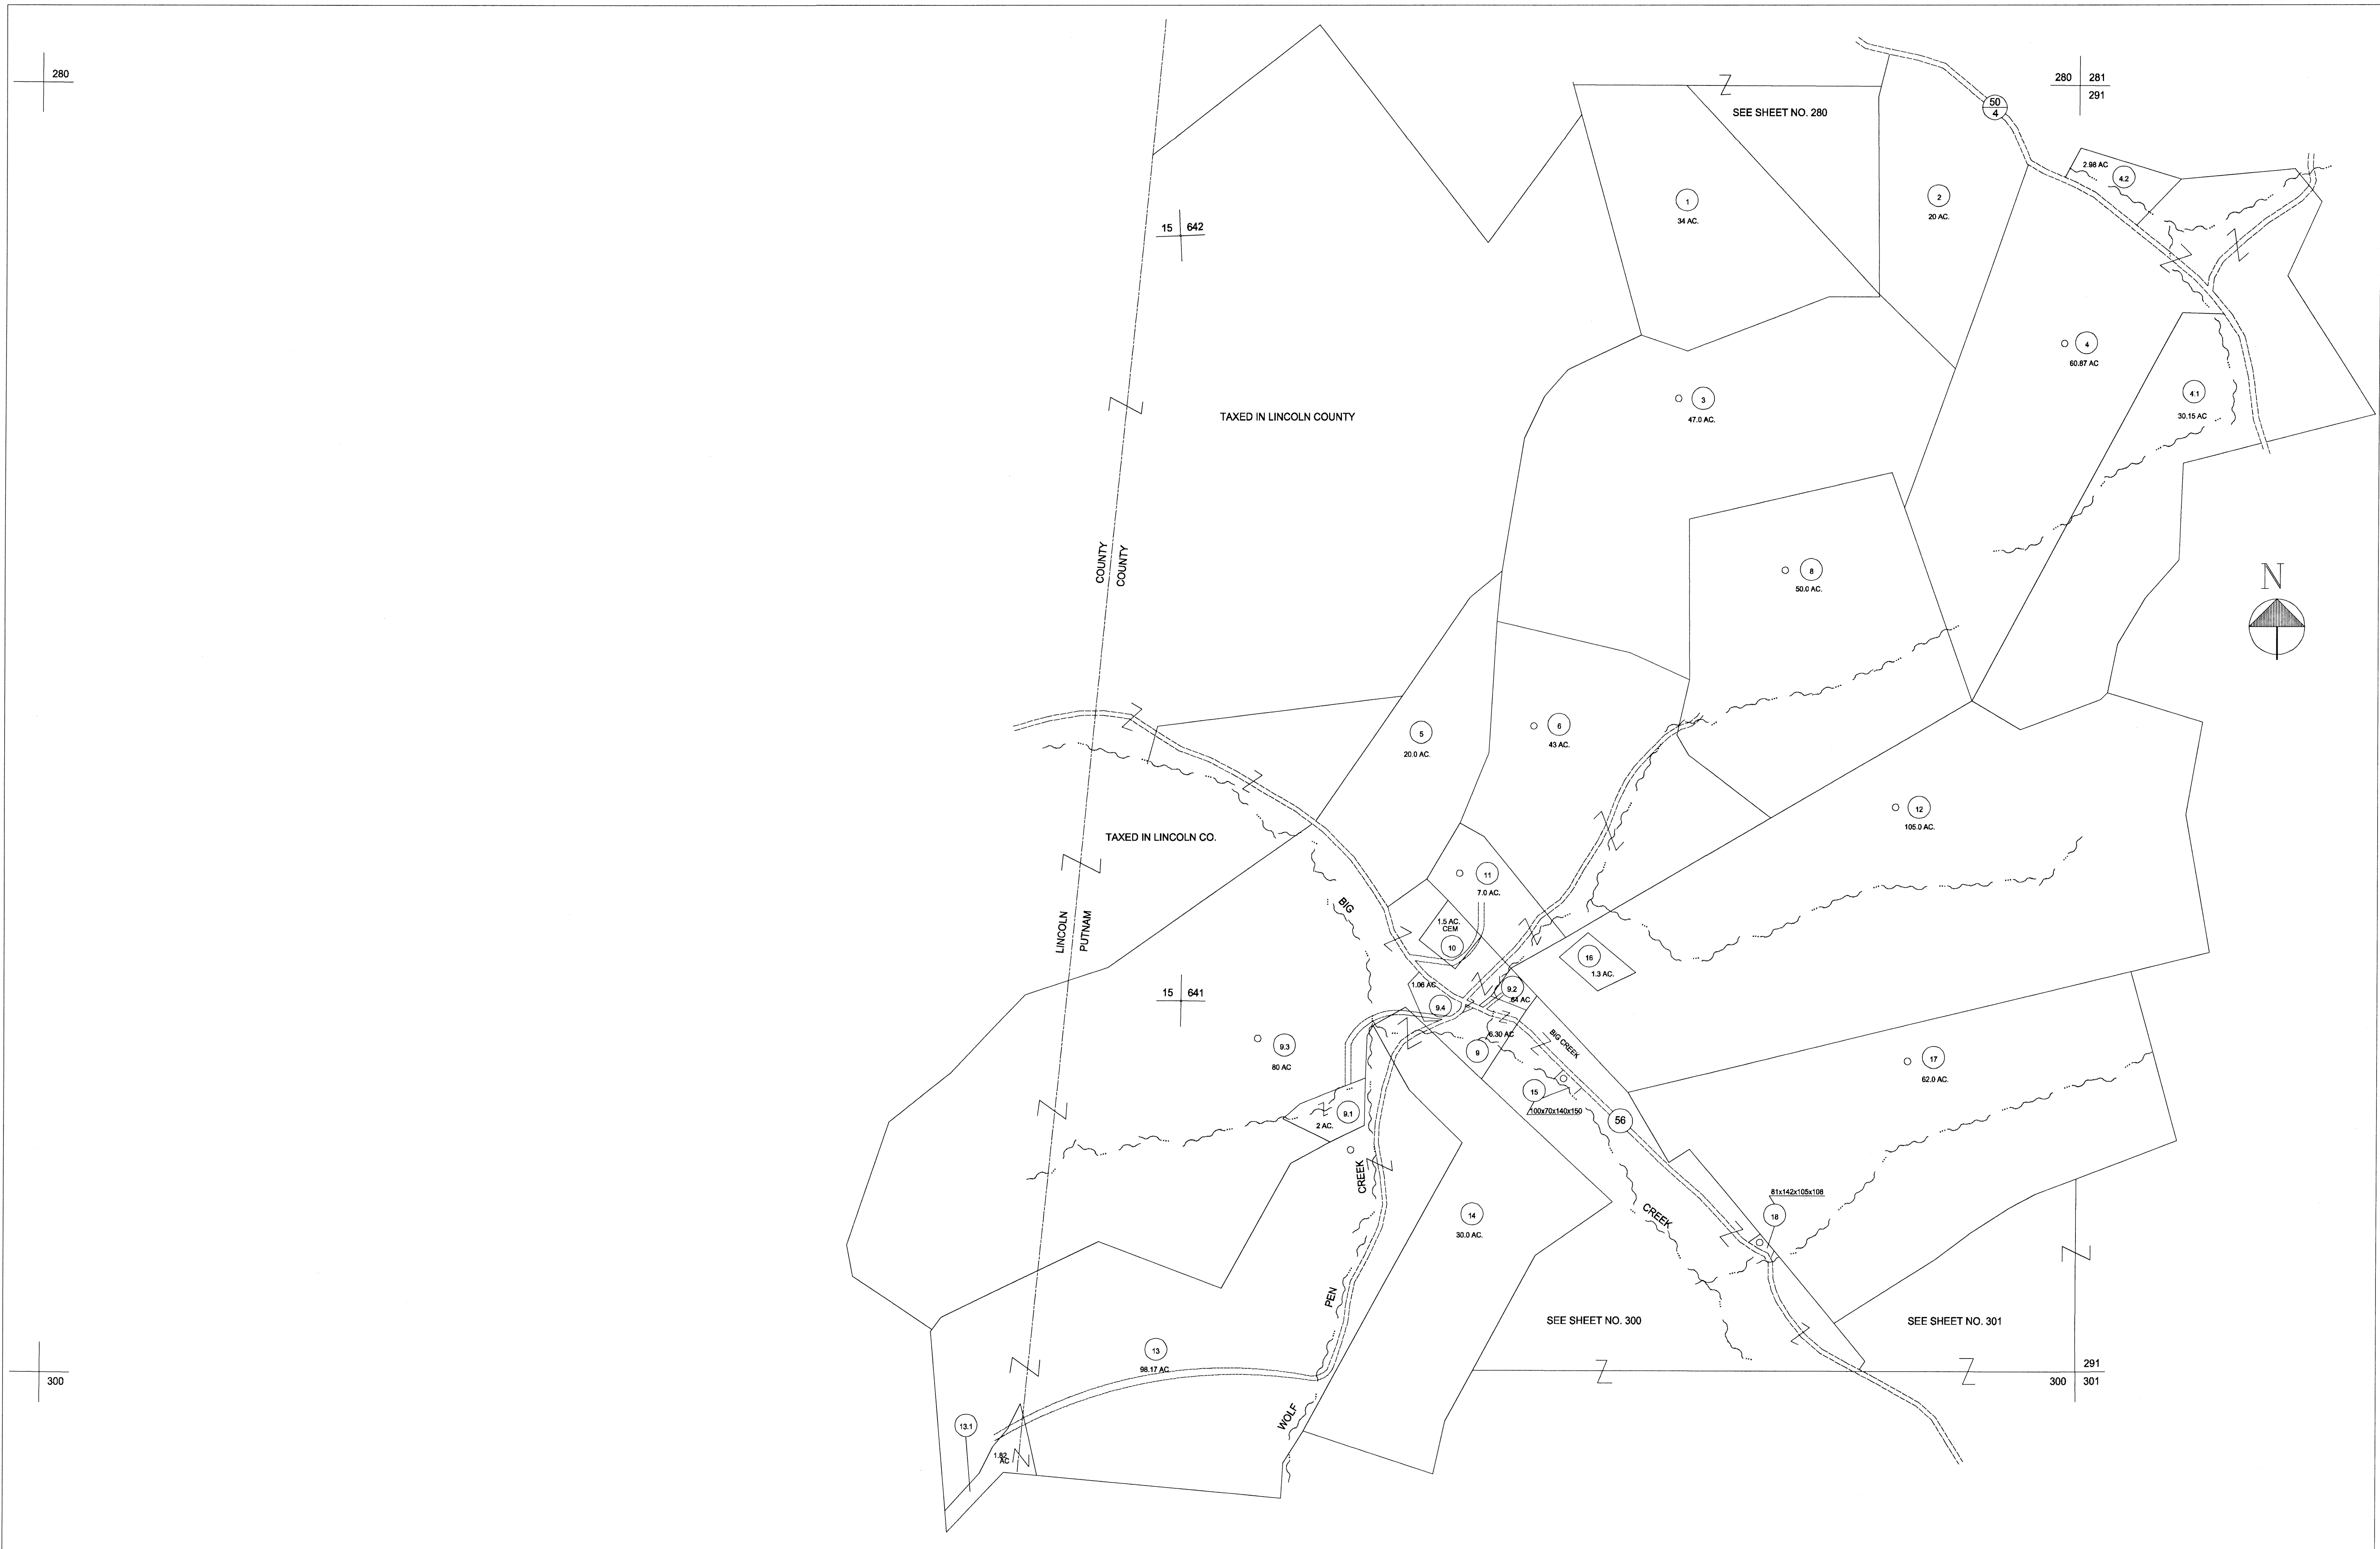 280
280 281
291
50
4
SEE SHEET NO. 280
2.98 AC
4.2
1
34 AC.
2
20 AC.
15 642
4
60.87 AC
4.1
30.15 AC
3
47.0 AC.
TAXED IN LINCOLN COUNTY
COUNTY
COUNTY
8
50.0 AC.
N
5
20.0 AC.
6
43 AC.
12
105.0 AC.
TAXED IN LINCOLN CO.
11
7.0 AC.
BIG
LINCOLN
PUTNAM
1.5 AC.
CEM
10
16
1.3 AC.
15 641
1.06 AC
9.4
9.2
64 AC
6.30 AC
9
BIG CREEK
9.3
80 AC
17
62.0 AC.
15
100x70x140x150
9.1
2 AC.
56
CREEK
81x142x105x106
18
14
30.0 AC.
CREEK
PEN
SEE SHEET NO. 300
SEE SHEET NO. 301
13
98.17 AC.
291
300 301
300
WOLF
13.1
1.82
AC